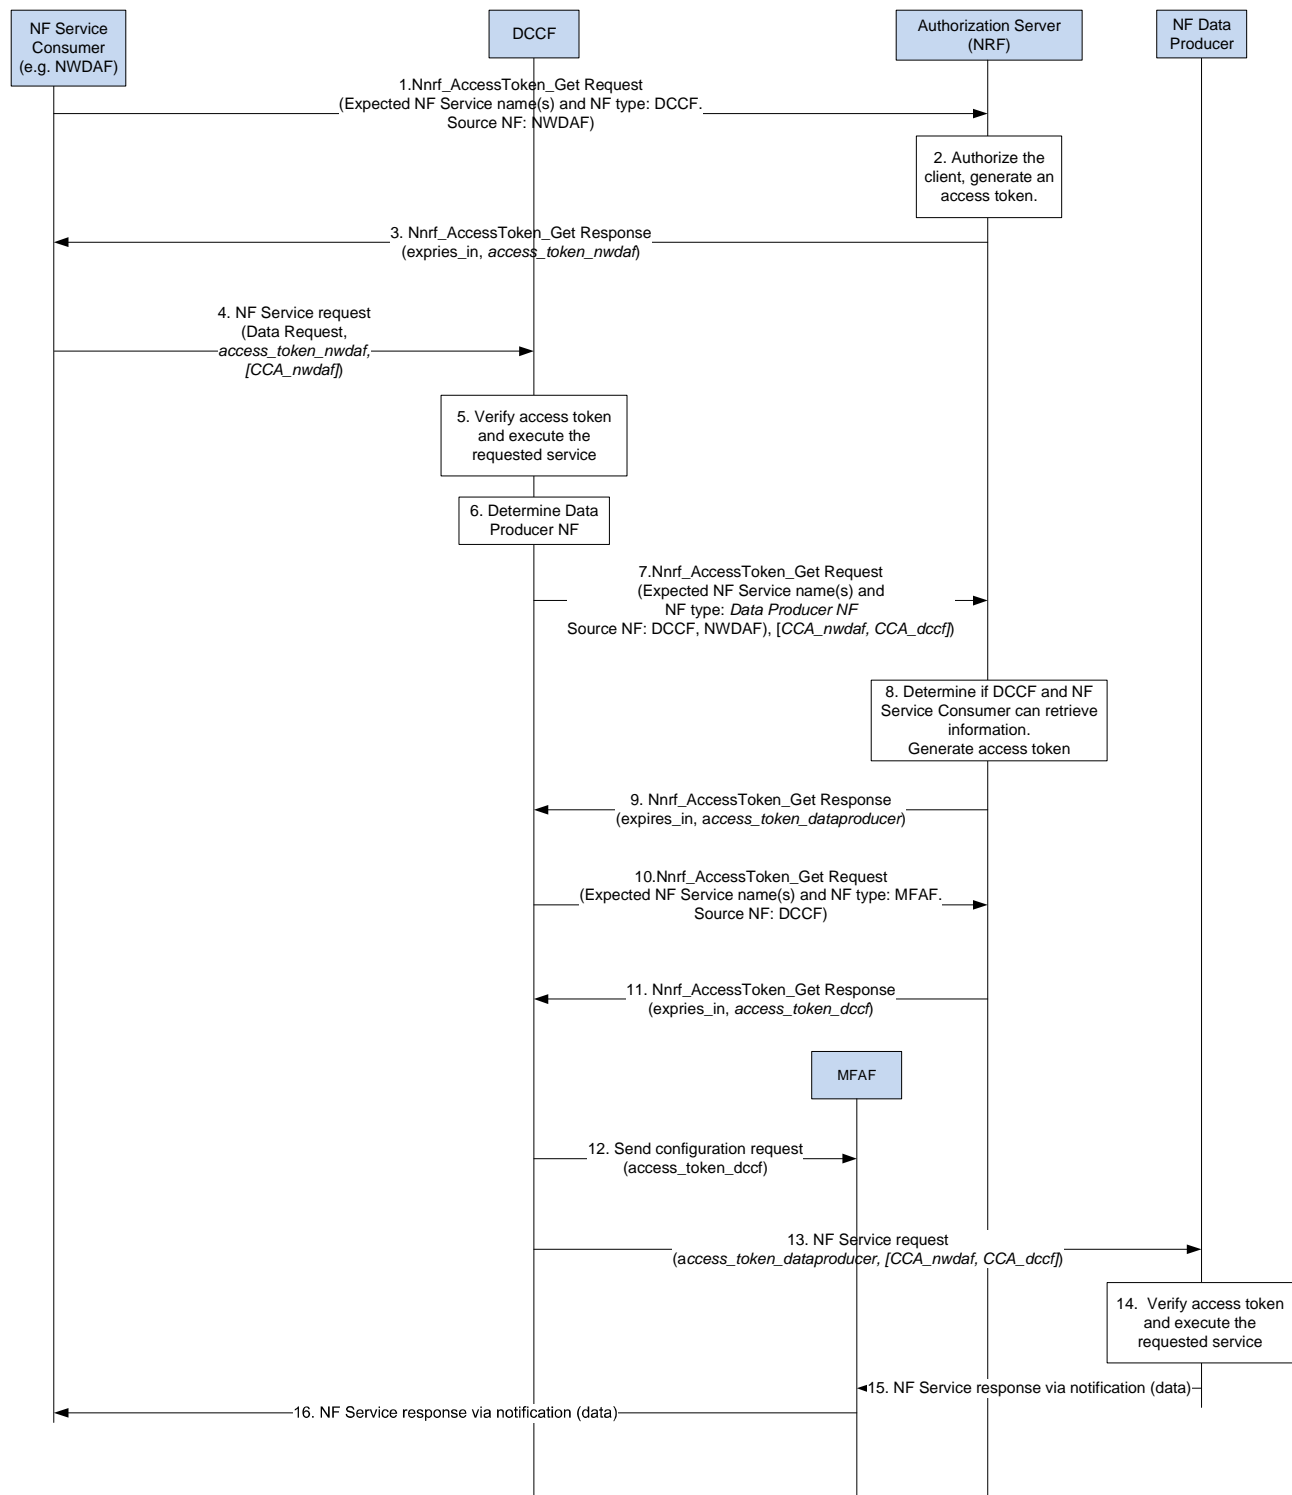 NF Service
Consumer
(e.g. NWDAF)
DCCF
Authorization Server
(NRF)
NF Data
Producer
1.Nnrf_AccessToken_Get Request
(Expected NF Service name(s) and NF type: DCCF.
Source NF: NWDAF)
2. Authorize the
client, generate an
access token.
3. Nnrf_AccessToken_Get Response
(expries_in, access_token_nwdaf)
4. NF Service request
(Data Request,
access_token_nwdaf,
[CCA_nwdaf])
5. Verify access token
and execute the
requested service
6. Determine Data
Producer NF
7.Nnrf_AccessToken_Get Request
(Expected NF Service name(s) and
NF type: Data Producer NF
Source NF: DCCF, NWDAF), [CCA_nwdaf, CCA_dccf])
8. Determine if DCCF and NF
Service Consumer can retrieve
information.
Generate access token
9. Nnrf_AccessToken_Get Response
(expires_in, access_token_dataproducer)
10.Nnrf_AccessToken_Get Request
(Expected NF Service name(s) and NF type: MFAF.
Source NF: DCCF)
11. Nnrf_AccessToken_Get Response
(expries_in, access_token_dccf)
MFAF
12. Send configuration request
(access_token_dccf)
13. NF Service request
(access_token_dataproducer, [CCA_nwdaf, CCA_dccf])
14. Verify access token
and execute the
requested service
15. NF Service response via notification (data)
16. NF Service response via notification (data)